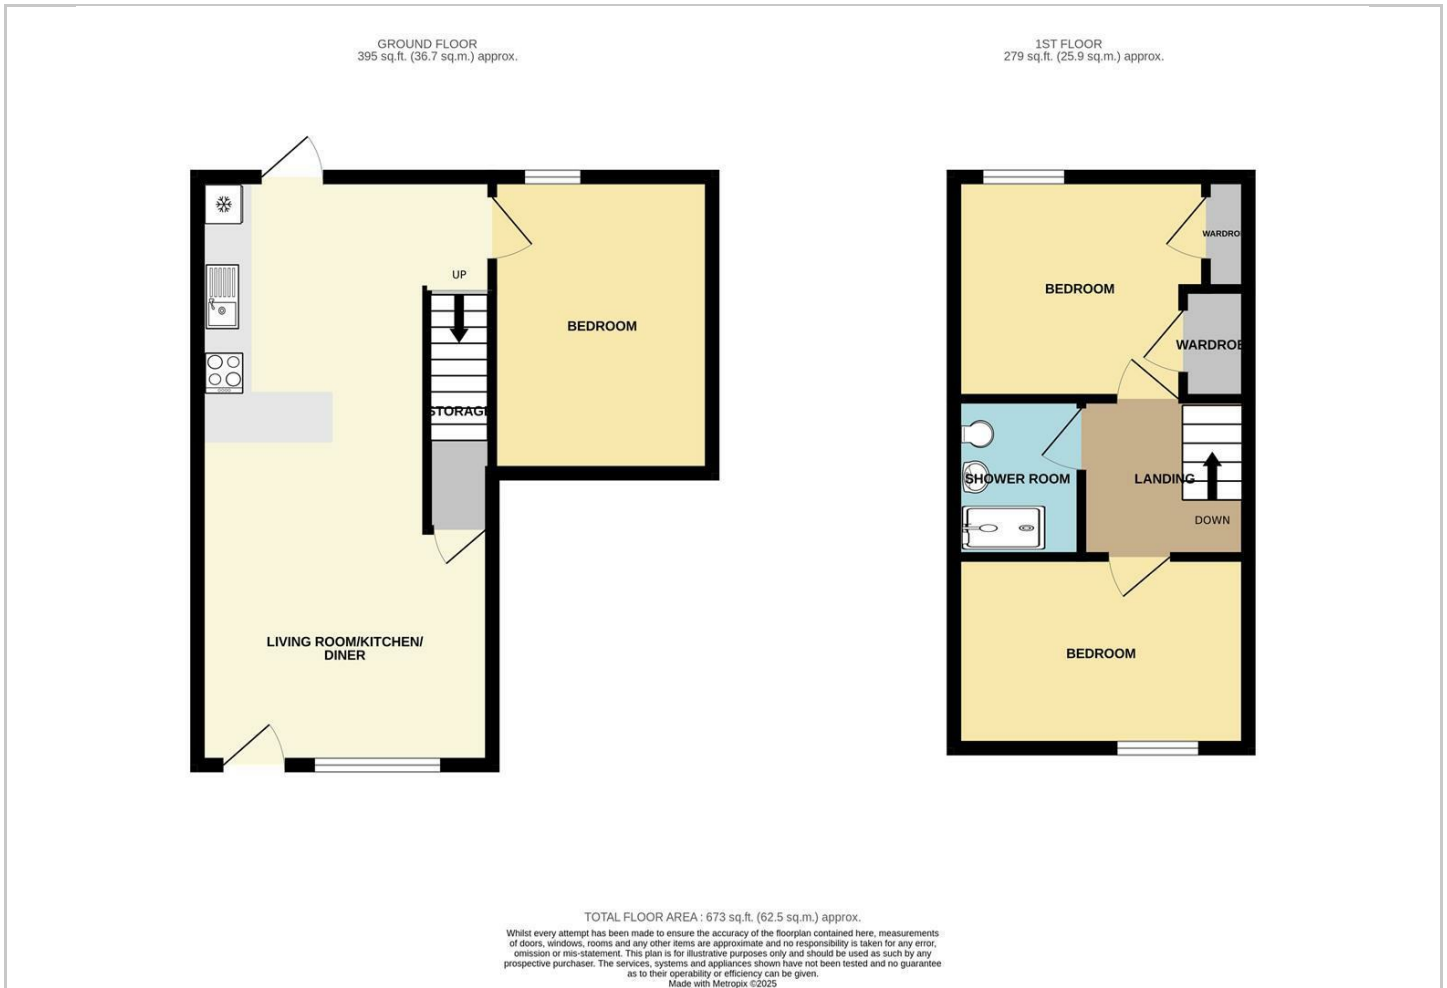 GROUND FLOOR
395 sq.ft. (36.7 sq.m.) approx.
1ST FLOOR
279 sq.ft. (25.9 sq.m.) approx.
UP
BEDROOM
STORAGE
LIVING ROOM/KITCHEN/
DINER
WARDRO
BEDROOM
WARDROB
SHOWER ROOM
LANDING
DOWN
BEDROOM
TOTAL FLOOR AREA : 673 sq.ft. (62.5 sq.m.) approx.
Whilst every attempt has been made to ensure the accuracy of the floorplan contained here, measurements
of doors, windows, rooms and any other items are approximate and no responsibility is taken for any error,
omission or mis-statement. This plan is for illustrative purposes only and should be used as such by any
prospective purchaser. The services, systems and appliances shown have not been tested and no guarantee
as to their operability or efficiency can be given.
Made with Metropix ©2025